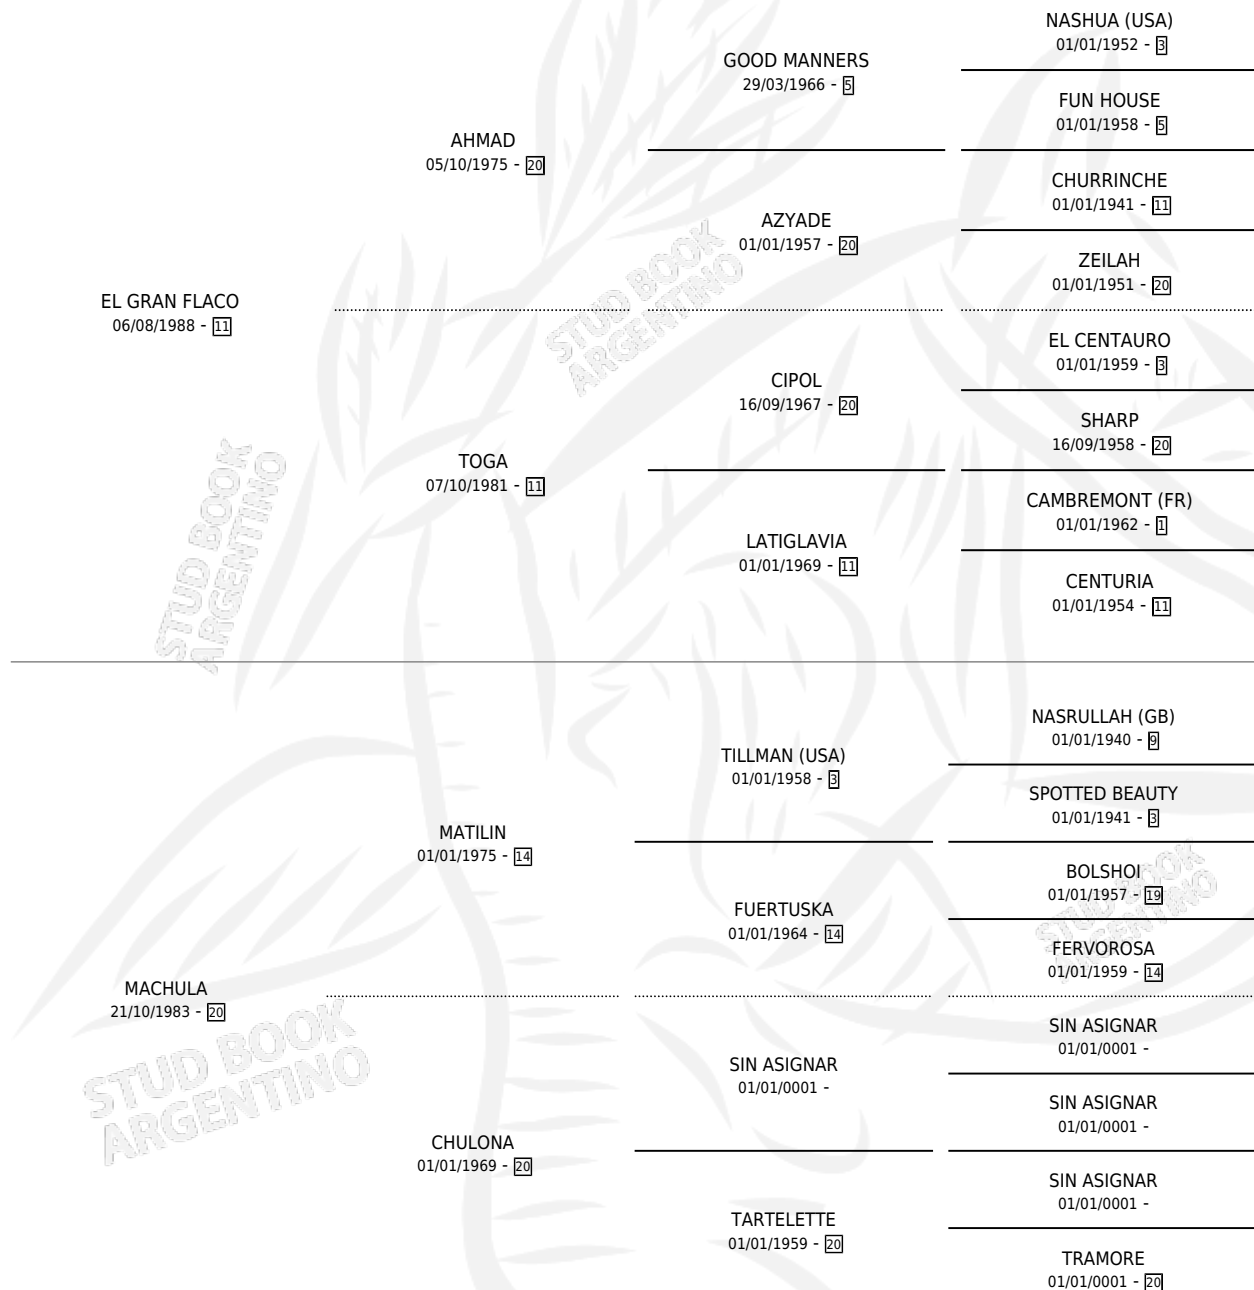 NASHUA (USA)
01/01/1952 - 3
GOOD MANNERS
29/03/1966 - 5
FUN HOUSE
01/01/1958 - 5
AHMAD
05/10/1975 - 20
CHURRINCHE
01/01/1941 - 11
AZYADE
01/01/1957 - 20
ZEILAH
01/01/1951 - 20
EL GRAN FLACO
06/08/1988 - 11
STUD BOOK
ARGENTINO
EL CENTAURO
01/01/1959 - 3
CIPOL
16/09/1967 - 20
SHARP
16/09/1958 - 20
TOGA
07/10/1981 - 11
CAMBREMONT (FR)
01/01/1962 - 1
LATIGLAVIA
01/01/1969 - 11
CENTURIA
01/01/1954 - 11
STUD BOOK
ARGENTINO
NASRULLAH (GB)
01/01/1940 - 9
TILLMAN (USA)
01/01/1958 - 3
SPOTTED BEAUTY
01/01/1941 - 3
MATILIN
01/01/1975 - 14
BOLSHOI
01/01/1957 - 19
FUERTUSKA
01/01/1964 - 14
STUD BOOK
ARGENTINO
FERVOROSA
01/01/1959 - 14
MACHULA
21/10/1983 - 20
SIN ASIGNAR
01/01/0001 -
SIN ASIGNAR
01/01/0001 -
SIN ASIGNAR
01/01/0001 -
STUD BOOK
ARGENTINO
CHULONA
01/01/1969 - 20
SIN ASIGNAR
01/01/0001 -
TARTELETTE
01/01/1959 - 20
TRAMORE
01/01/0001 - 20